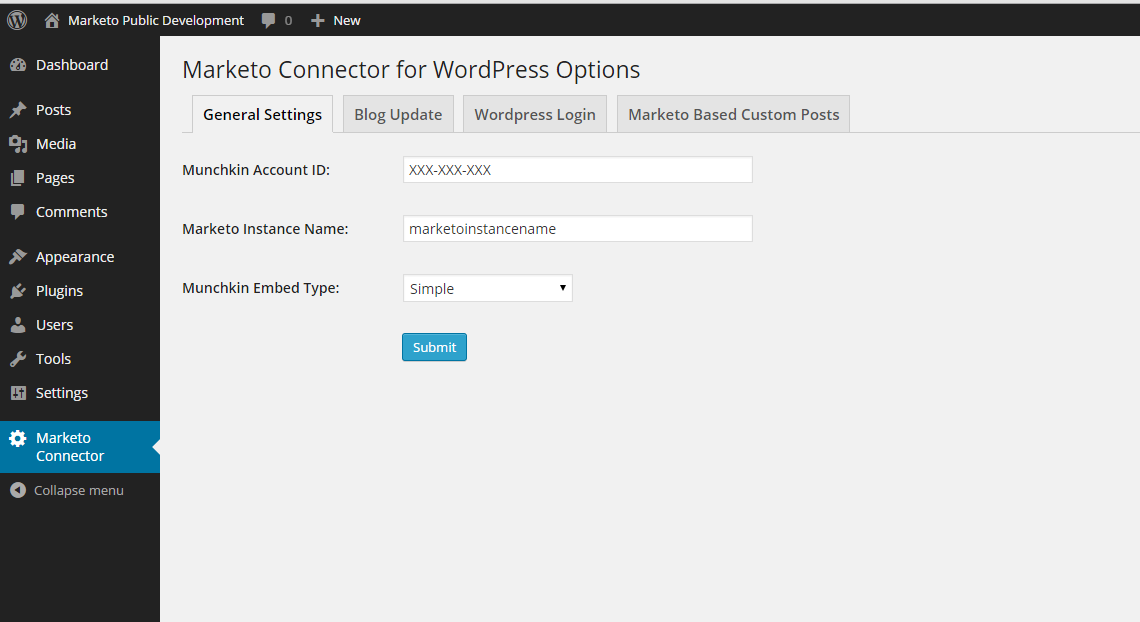 Marketo Public Development 0 New
Dashboard
Posts
Media
Pages
Comments
Appearance
Plugins
Users
Tools
Settings
Marketo
Connector
Collapse menu
Marketo Connector for WordPress Options
General Settings Blog Update Wordpress Login Marketo Based Custom Posts
Munchkin Account ID: XXX-XXX-XXX
Marketo Instance Name: marketoinstancename
Munchkin Embed Type: Simple
Submit